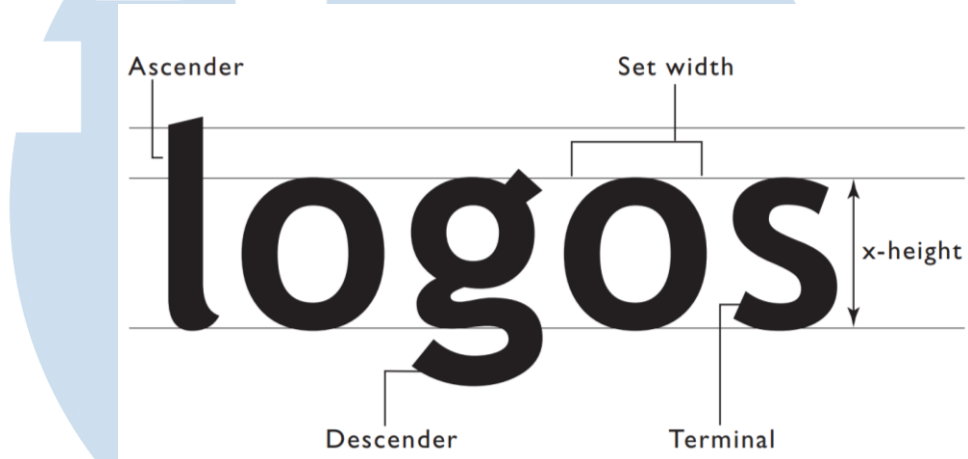 Ascender
Set width
logos
x-height
Descender
Terminal